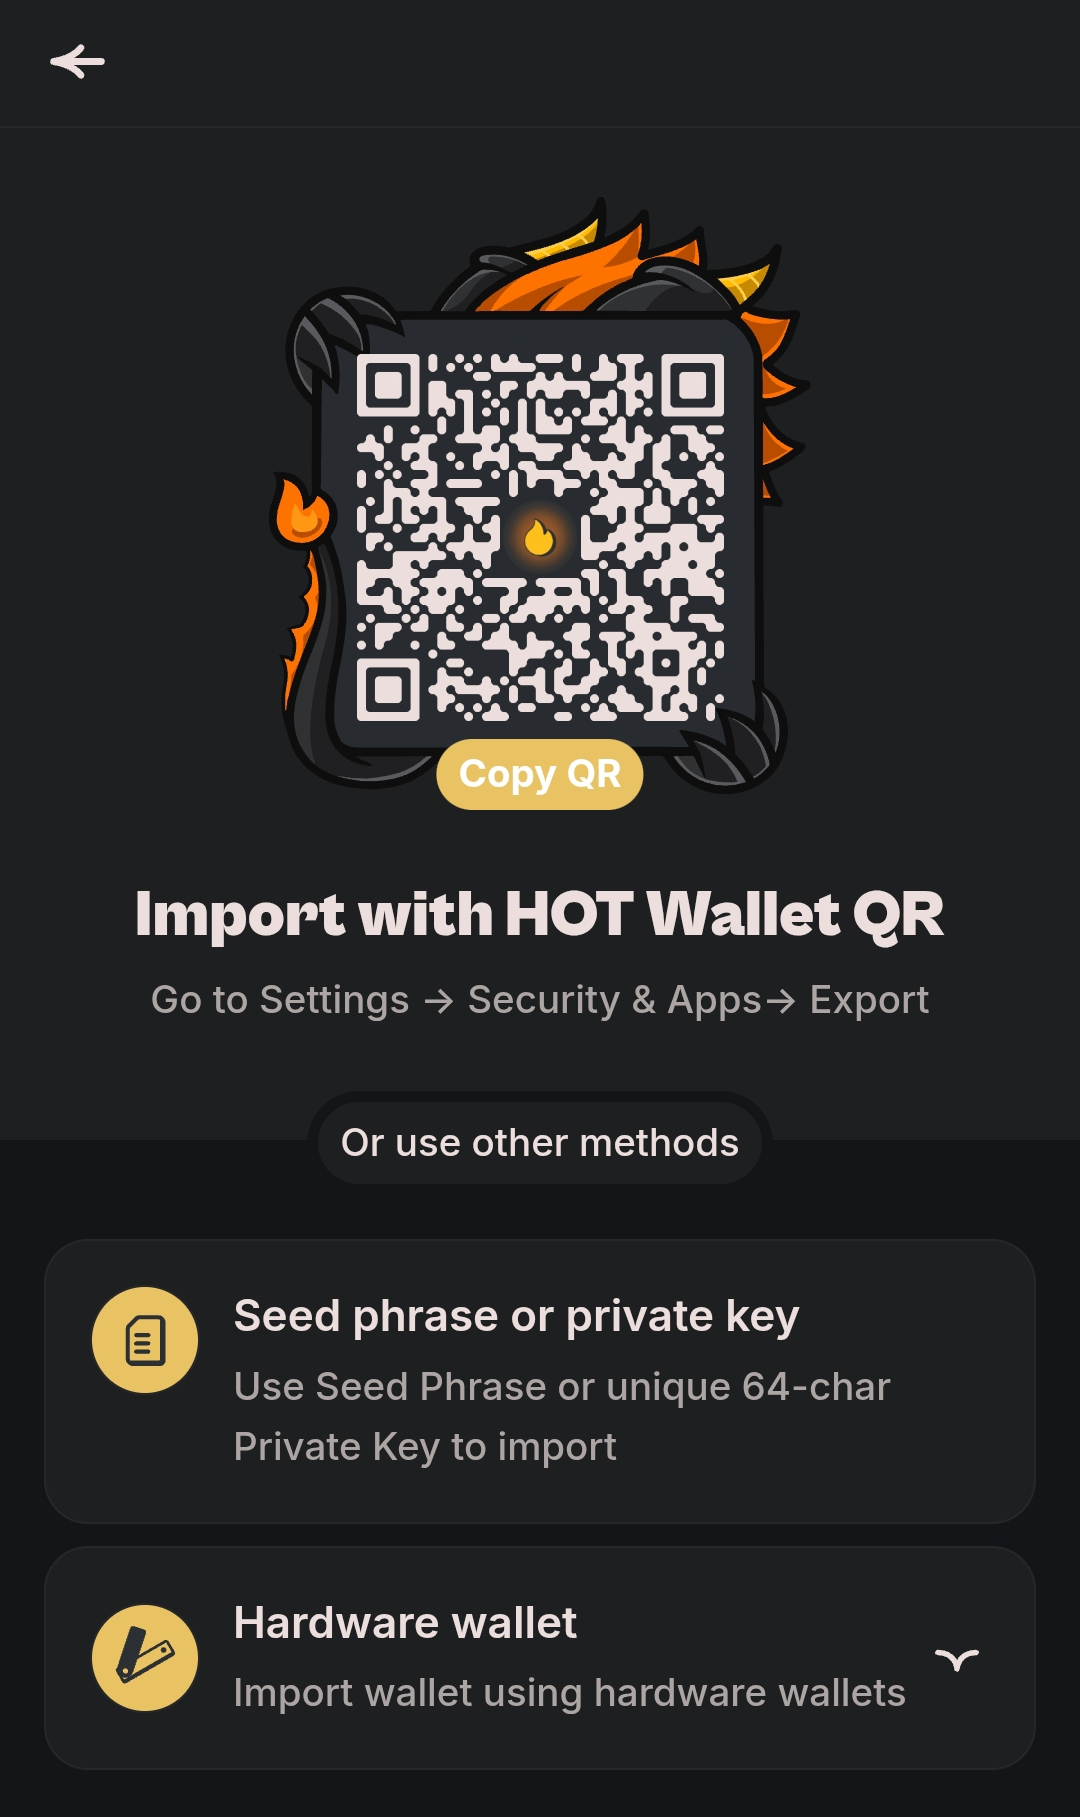 Copy QR
Import with HOT Wallet QR
Go to Settings → Security & Apps→ Export
Or use other methods
Seed phrase or private key
Use Seed Phrase or unique 64-char
Private Key to import
Hardware wallet
Import wallet using hardware wallets